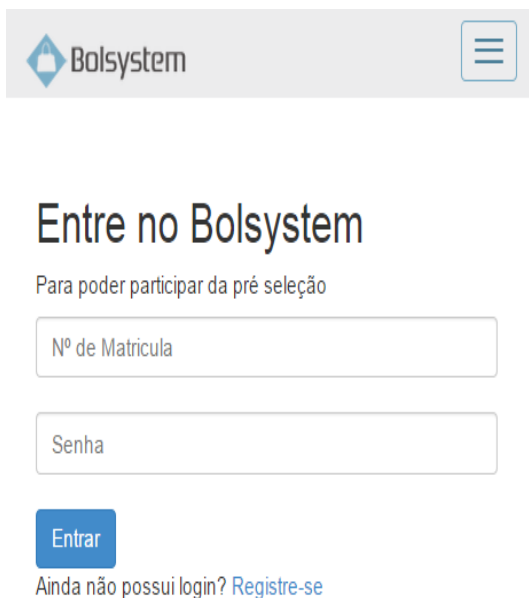 Bolsystem
Entre no Bolsystem
Para poder participar da pré seleção
Nº de Matricula
Senha
Entrar
Ainda não possui login? Registre-se